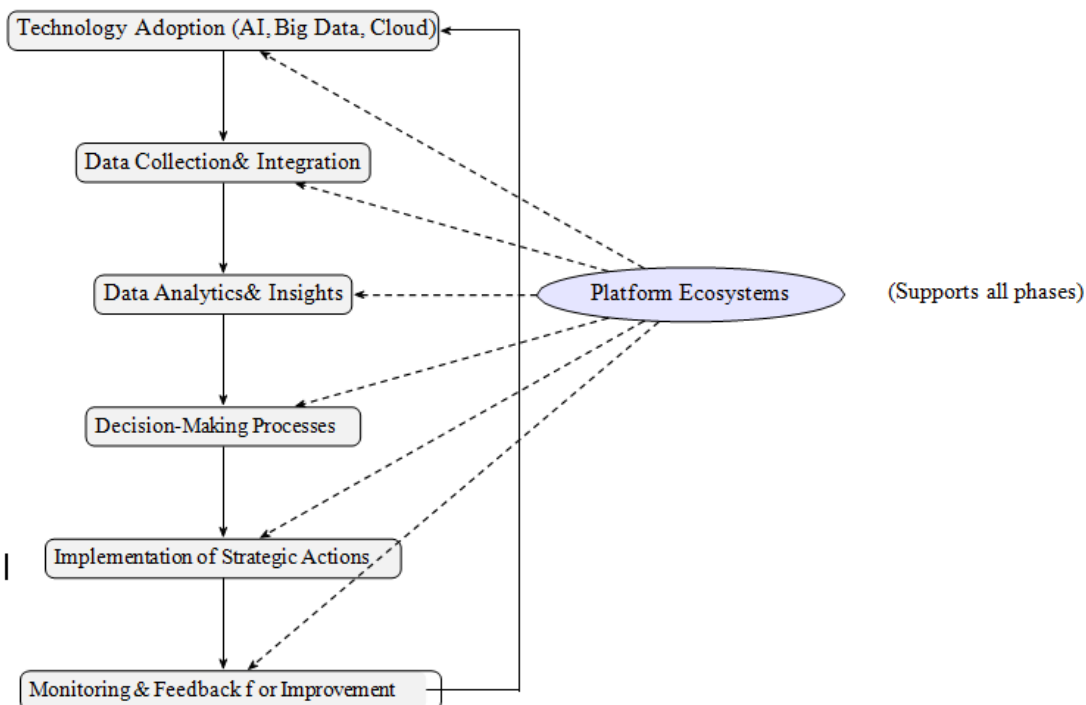 Technology Adoption (AI, Big Data, Cloud)
Data Collection& Integration
Data Analytics& Insights
Platform Ecosystems
(Supports all phases)
Decision-Making Processes
Implementation of Strategic Actions
Monitoring & Feedback f or Improvement